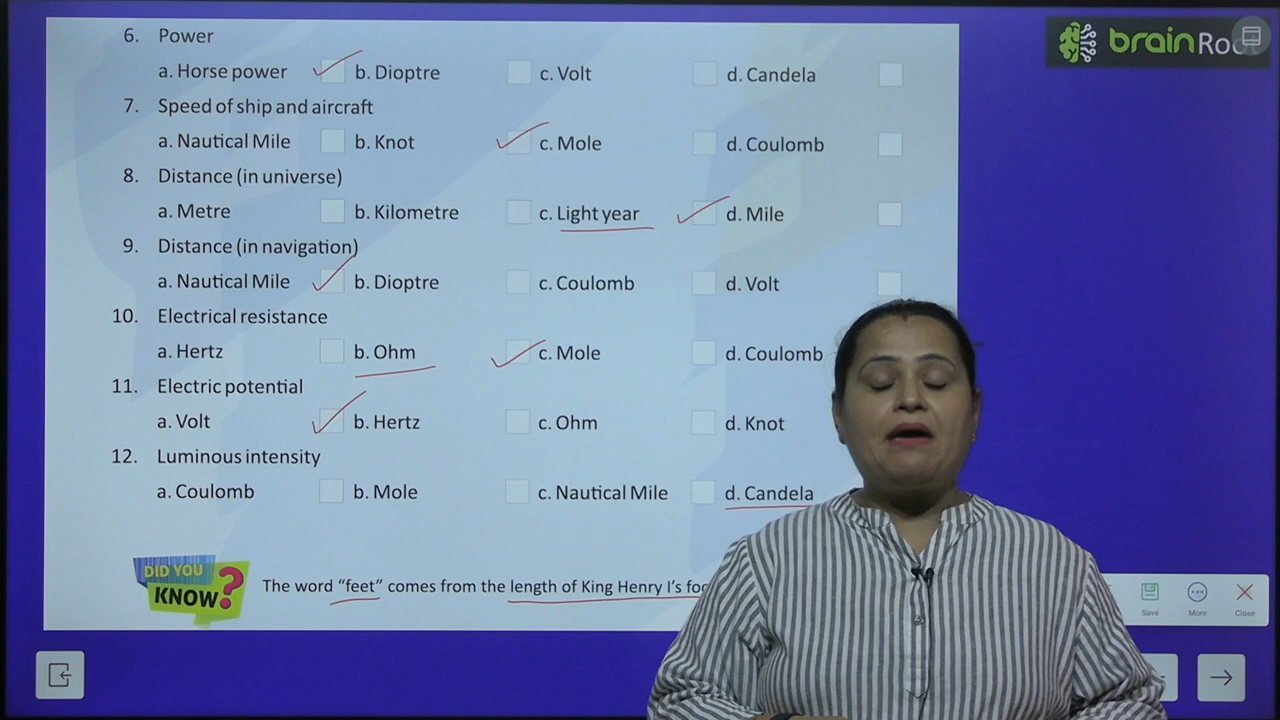 6. Power
a. Horse power b. Dioptre c. Volt d. Candela
7. Speed of ship and aircraft
a. Nautical Mile b. Knot c. Mole d. Coulomb
8. Distance (in universe)
a. Metre b. Kilometre c. Light year d. Mile
9. Distance (in navigation)
a. Nautical Mile b. Dioptre c. Coulomb d. Volt
10. Electrical resistance
a. Hertz b. Ohm c. Mole d. Coulomb
11. Electric potential
a. Volt b. Hertz c. Ohm d. Knot
12. Luminous intensity
a. Coulomb b. Mole c. Nautical Mile d. Candela
DID YOU
KNOW?
The word “feet” comes from the length of King Henry I’s
brain
Save More Close